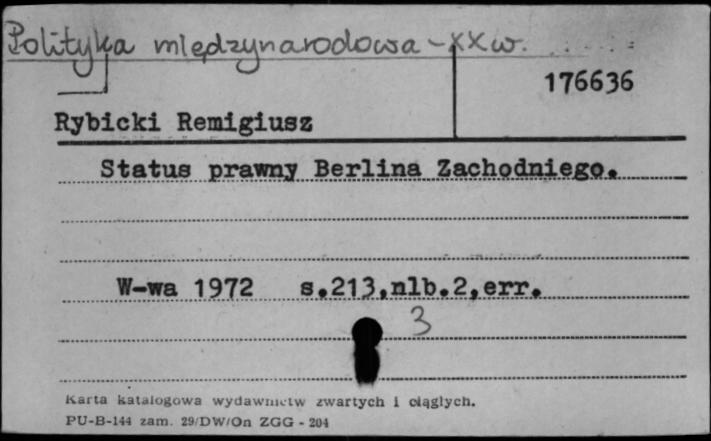 Polityka międzynarodowa - XX w.
176636
Rybicki Remigiusz
Status prawny Berlina Zachodniego.
W-wa 1972 s.213,nlb.2,err.
3
Karta katalogowa wydawnictw zwartych i ciągłych.
PU-B-144 zam. 29/DW/On ZGG - 204